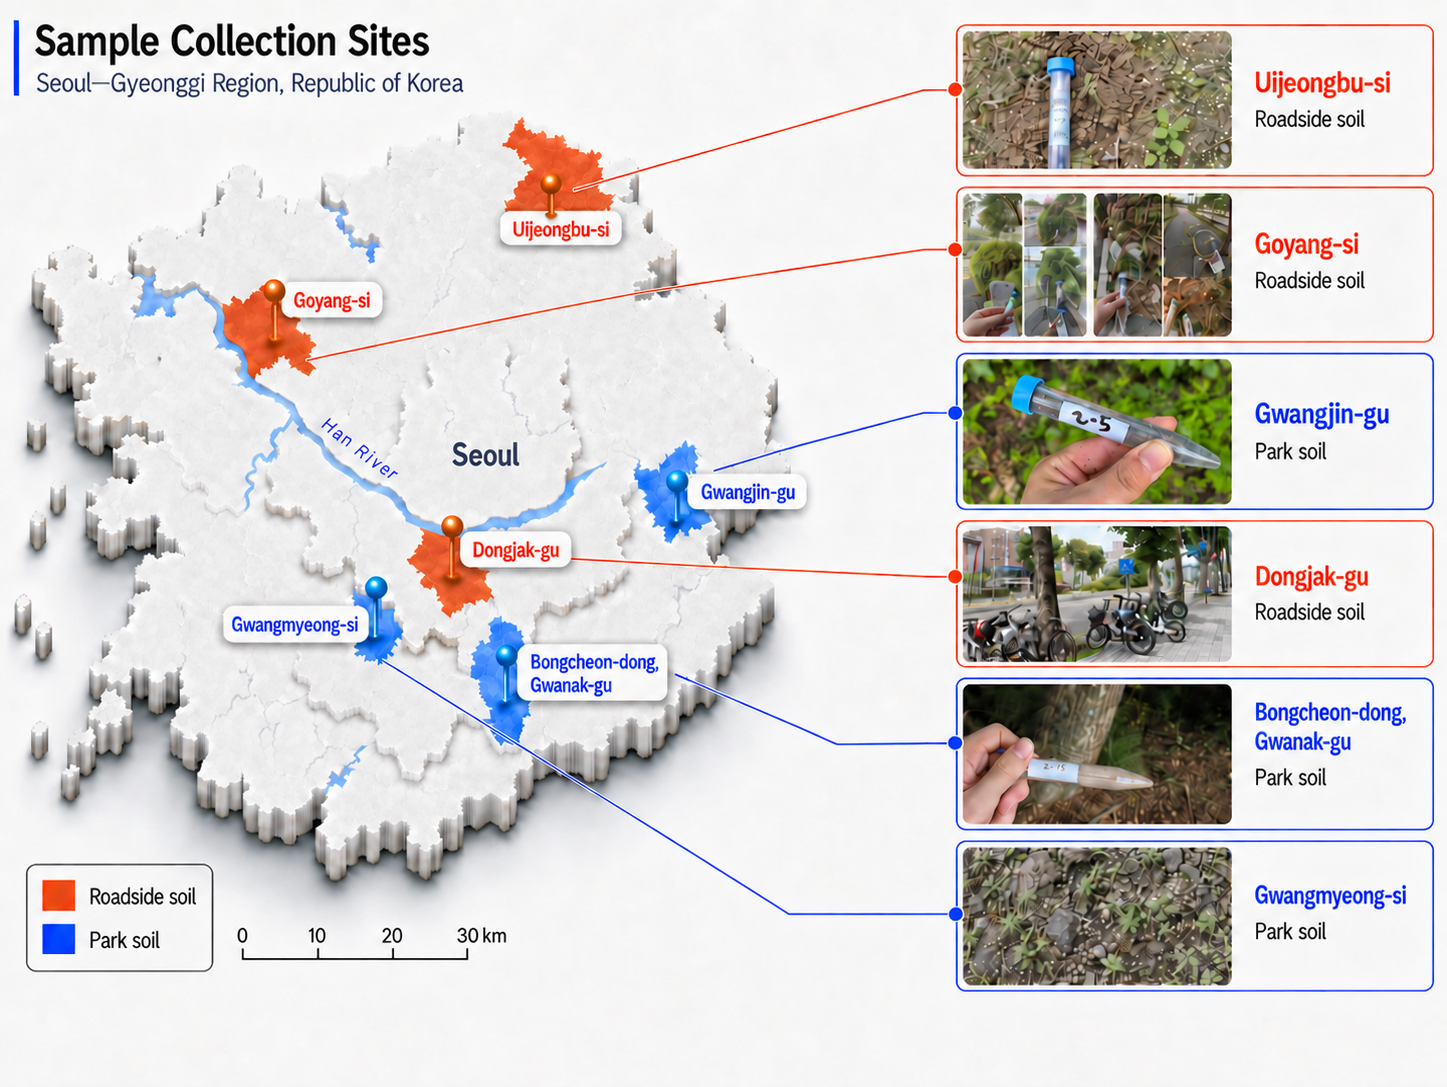 Sample Collection Sites
Seoul—Gyeonggi Region, Republic of Korea
Uijeongbu-si
Goyang-si
Han River
Seoul
Gwangjin-gu
Dongjak-gu
Gwangmyeong-si
Bongcheon-dong,
Gwanak-gu
Roadside soil
Park soil
0 10 20 30 km
Uijeongbu-si
Roadside soil
Goyang-si
Roadside soil
2-5
Gwangjin-gu
Park soil
Dongjak-gu
Roadside soil
2-15
Bongcheon-dong,
Gwanak-gu
Park soil
Gwangmyeong-si
Park soil